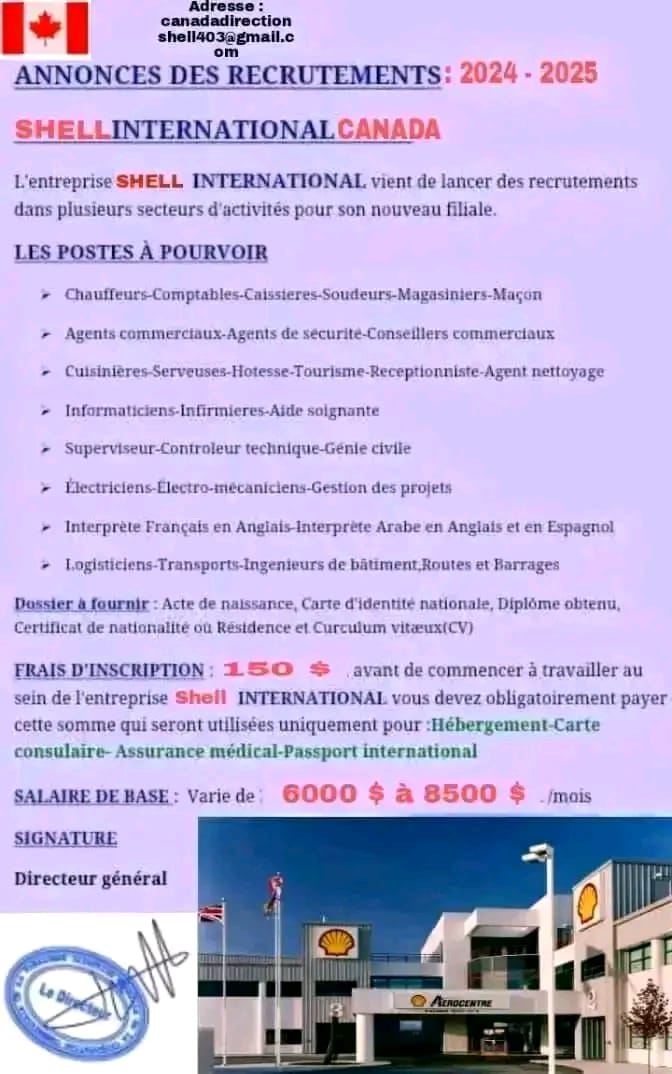 Adresse :
canadadirection
shell403@gmail.c
om
ANNONCES DES RECRUTEMENTS: 2024 - 2025
SHELL INTERNATIONAL CANADA
L'entreprise SHELL INTERNATIONAL vient de lancer des recrutements
dans plusieurs secteurs d'activités pour son nouveau filiale.
LES POSTES À POURVOIR
➢ Chauffeurs-Comptables-Caissieres-Soudeurs-Magasiniers-Maçon
➢ Agents commerciaux-Agents de sécurité-Conseillers commerciaux
➢ Cuisinières-Serveuses-Hotesse-Tourisme-Receptionniste-Agent nettoyage
➢ Informaticiens-Infirmieres-Aide soignante
➢ Superviseur-Controleur technique-Génie civile
➢ Électriciens-Électro-mécaniciens-Gestion des projets
➢ Interprète Français en Anglais-Interprète Arabe en Anglais et en Espagnol
➢ Logisticiens-Transports-Ingenieurs de bâtiment,Routes et Barrages
Dossier à fournir : Acte de naissance, Carte d'identité nationale, Diplôme obtenu,
Certificat de nationalité ou Résidence et Curculum vitæux(CV)
FRAIS D'INSCRIPTION : 150 $ . avant de commencer à travailler au
sein de l'entreprise Shell INTERNATIONAL vous devez obligatoirement payer
cette somme qui seront utilisées uniquement pour :Hébergement-Carte
consulaire- Assurance médical-Passport international
SALAIRE DE BASE : Varie de 6000 $ à 8500 $ . /mois
SIGNATURE
Directeur général
Le Directeur
AEROCENTRE